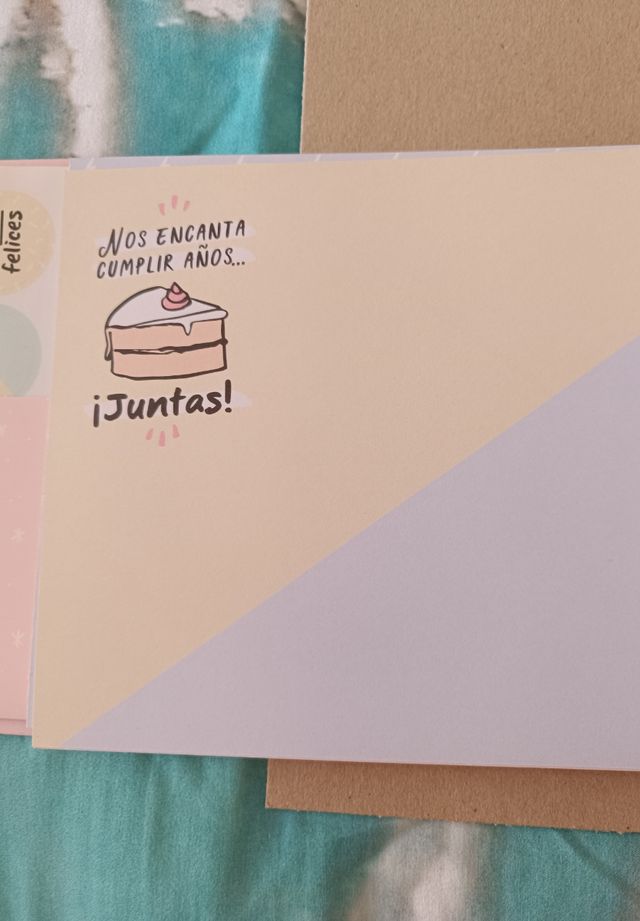 felices
NOS ENCANTA
CUMPLIR AÑOS...
¡Juntas!